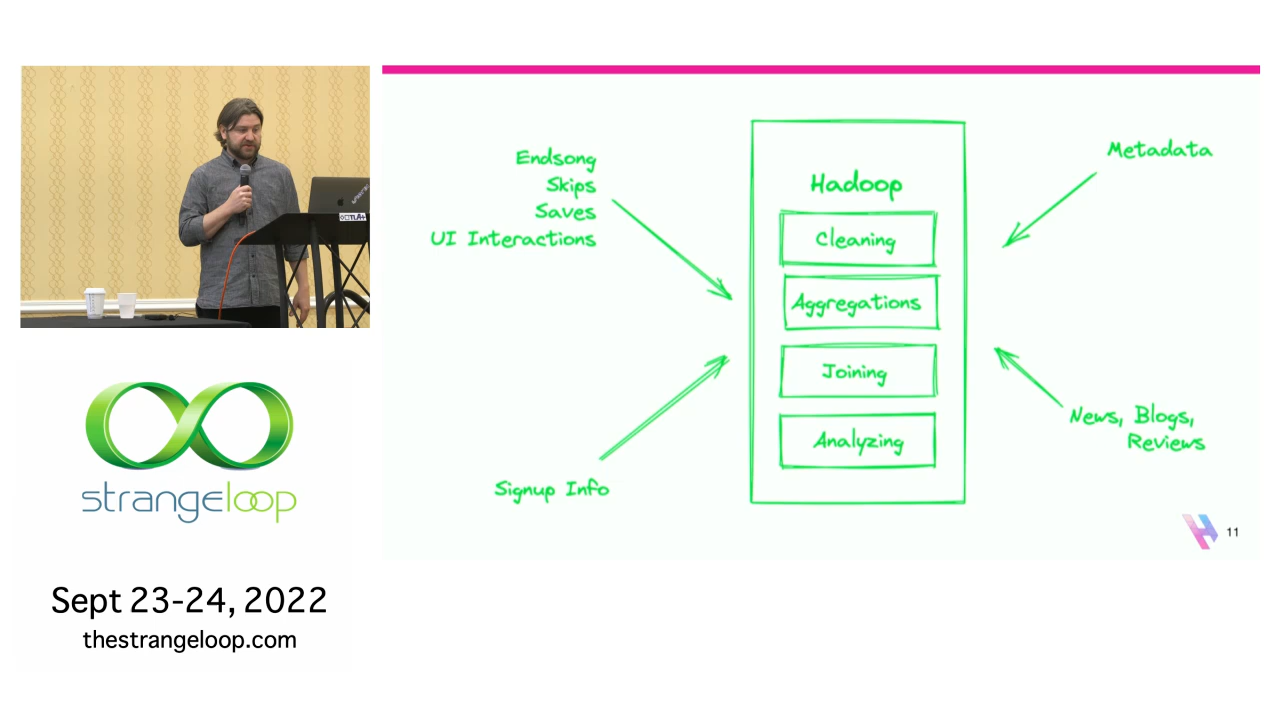 Endsong
Skips
Saves
UI Interactions
Signup Info
Hadoop
Cleaning
Aggregations
Joining
Analyzing
Metadata
News, Blogs,
Reviews
11
strangeloop
Sept 23-24, 2022
thestrangeloop.com